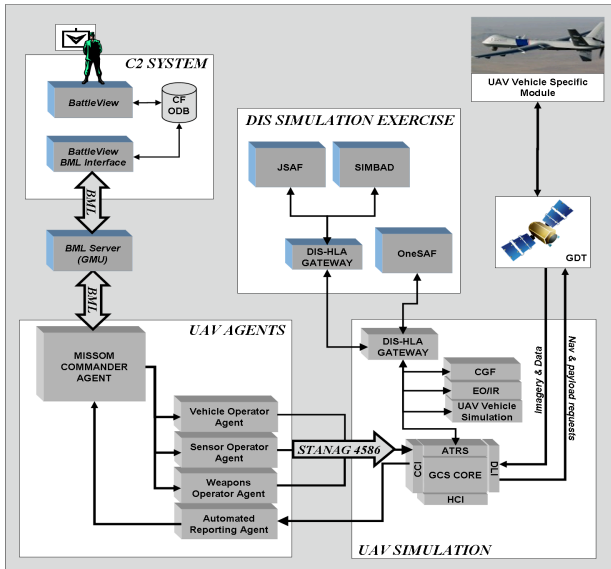 C2 SYSTEM
BattleView
CF
ODB
BattleView
BML Interface
BML
BML Server
(GMU)
BML
DIS SIMULATION EXERCISE
JSAF
SIMBAD
DIS-HLA
GATEWAY
OneSAF
UAV Vehicle Specific
Module
GDT
Imagery & Data
Nav & payload requests
UAV AGENTS
MISSOM
COMMANDER
AGENT
Vehicle Operator
Agent
Sensor Operator
Agent
Weapons
Operator Agent
Automated
Reporting Agent
STANAG 4586
DIS-HLA
GATEWAY
CGF
EO/IR
UAV Vehicle
Simulation
ATRS
CCI
GCS CORE
DLI
HCI
UAV SIMULATION